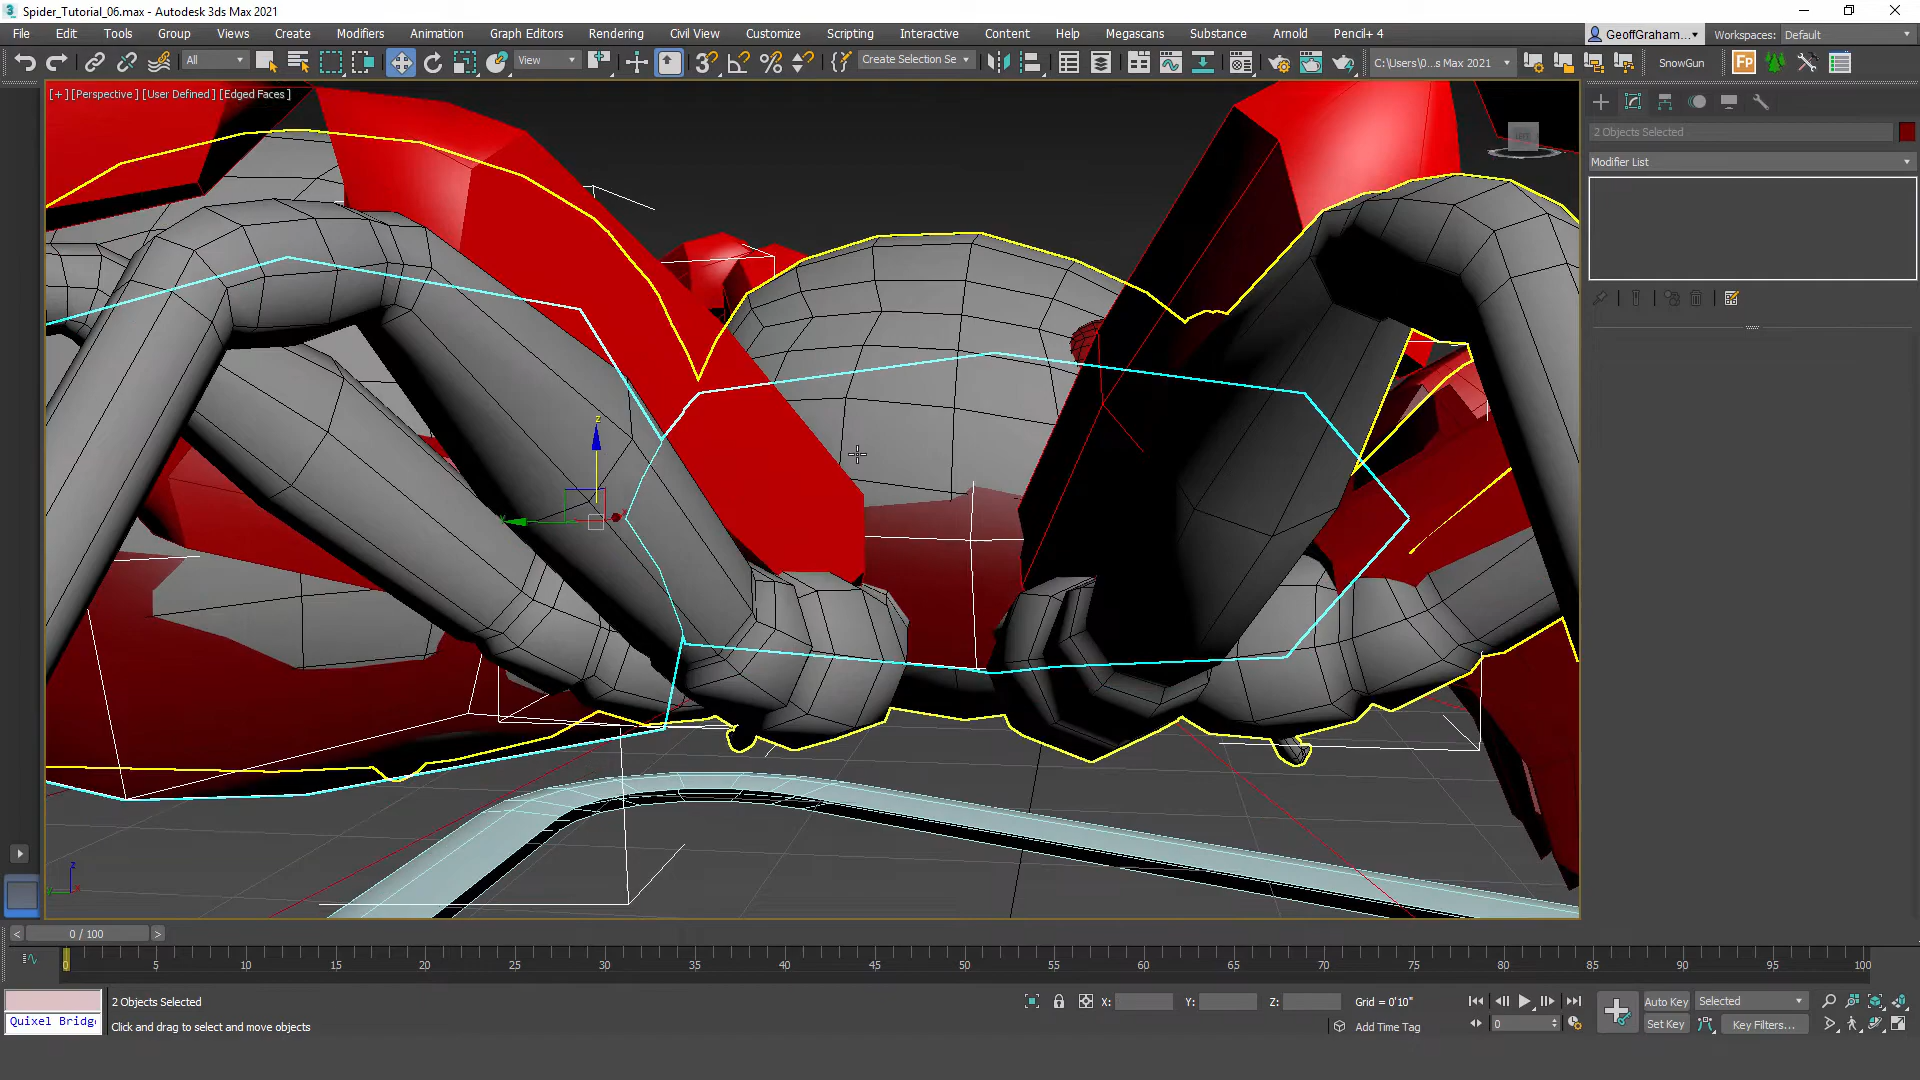 Spider_Tutorial_06.max - Autodesk 3ds Max 2021
File Edit Tools Group Views Create Modifiers Animation Graph Editors Rendering Civil View Customize Scripting Interactive Content Help Megascans Substance Arnold Pencil+ 4
GeoffGraham... Workspaces: Default
All View Create Selection Se C:\Users\0...s Max 2021 SnowGun
[+] [Perspective ] [User Defined ] [Edged Faces ]
2 Objects Selected
Modifier List
z
y
z
0 / 100
0 5 10 15 20 25 30 35 40 45 50 55 60 65 70 75 80 85 90 95 100
2 Objects Selected
X: Y: Z: Grid = 0'10"
Auto Key Selected
Quixel Bridg
Click and drag to select and move objects
Add Time Tag
0
Set Key Key Filters...